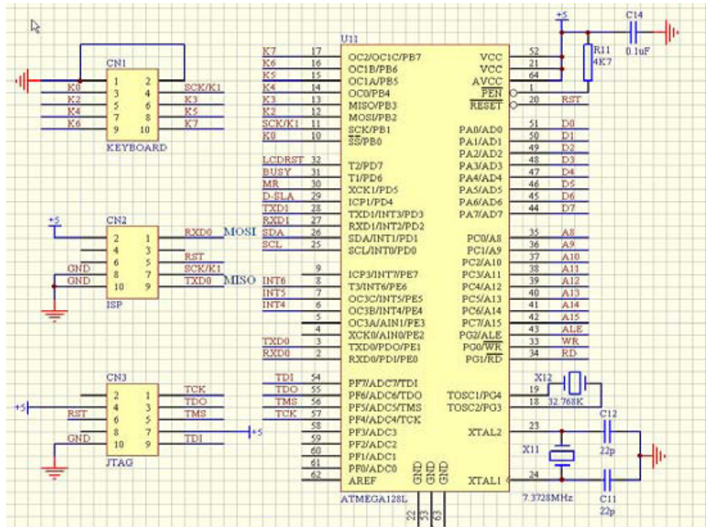 U11
+5
C14
0.1uF
R11
4K7
CN1
1 2
3 4
5 6
7 8
9 10
K0 SCK/K1
K2 K3
K4 K5
K6 K7
KEYBOARD
K7 17 OC2/OC1C/PB7
K6 16 OC1B/PB6
K5 15 OC1A/PB5
K4 14 OC0/PB4
K3 13 MISO/PB3
K2 12 MOSI/PB2
SCK/K1 11 SCK/PB1
K0 10 SS/PB0
LCDRST 32 T2/PD7
BUSY 31 T1/PD6
MR 30 XCK1/PD5
D-SLA 29 ICP1/PD4
TXD1 28 TXD1/INT3/PD3
RXD1 27 RXD1/INT2/PD2
SDA 26 SDA/INT1/PD1
SCL 25 SCL/INT0/PD0
9 ICP3/INT7/PE7
INT6 8 T3/INT6/PE6
INT5 7 OC3C/INT5/PE5
INT4 6 OC3B/INT4/PE4
5 OC3A/AIN1/PE3
4 XCK0/AIN0/PE2
TXD0 3 TXD0/PDO/PE1
RXD0 2 RXD0/PDI/PE0
TDI 54 PF7/ADC7/TDI
TDO 55 PF6/ADC6/TDO
TMS 56 PF5/ADC5/TMS
TCK 57 PF4/ADC4/TCK
58 PF3/ADC3
59 PF2/ADC2
60 PF1/ADC1
61 PF0/ADC0
62 AREF
VCC 52
VCC 21
AVCC 64
PEN 1
RESET 20 RST
PA0/AD0 51 D0
PA1/AD1 50 D1
PA2/AD2 49 D2
PA3/AD3 48 D3
PA4/AD4 47 D4
PA5/AD5 46 D5
PA6/AD6 45 D6
PA7/AD7 44 D7
PC0/A8 35 A8
PC1/A9 36 A9
PC2/A10 37 A10
PC3/A11 38 A11
PC4/A12 39 A12
PC5/A13 40 A13
PC6/A14 41 A14
PC7/A15 42 A15
PG2/ALE 43 ALE
PG0/WR 33 WR
PG1/RD 34 RD
TOSC1/PG4 19
TOSC2/PG3 18
XTAL2 23
XTAL1 24
GND GND GND
22 53 63
ATMEGA128L
X12
32.768K
C12
22p
X11
7.3728MHz
C11
22p
CN2
+5
2 1 RXD0 MOSI
4 3
6 5 RST
GND 8 7 SCK/K1
GND 10 9 TXD0 MISO
ISP
CN3
2 1 TCK
+5 4 3 TDO
RST 6 5 TMS
8 7 +5
GND 10 9 TDI
JTAG